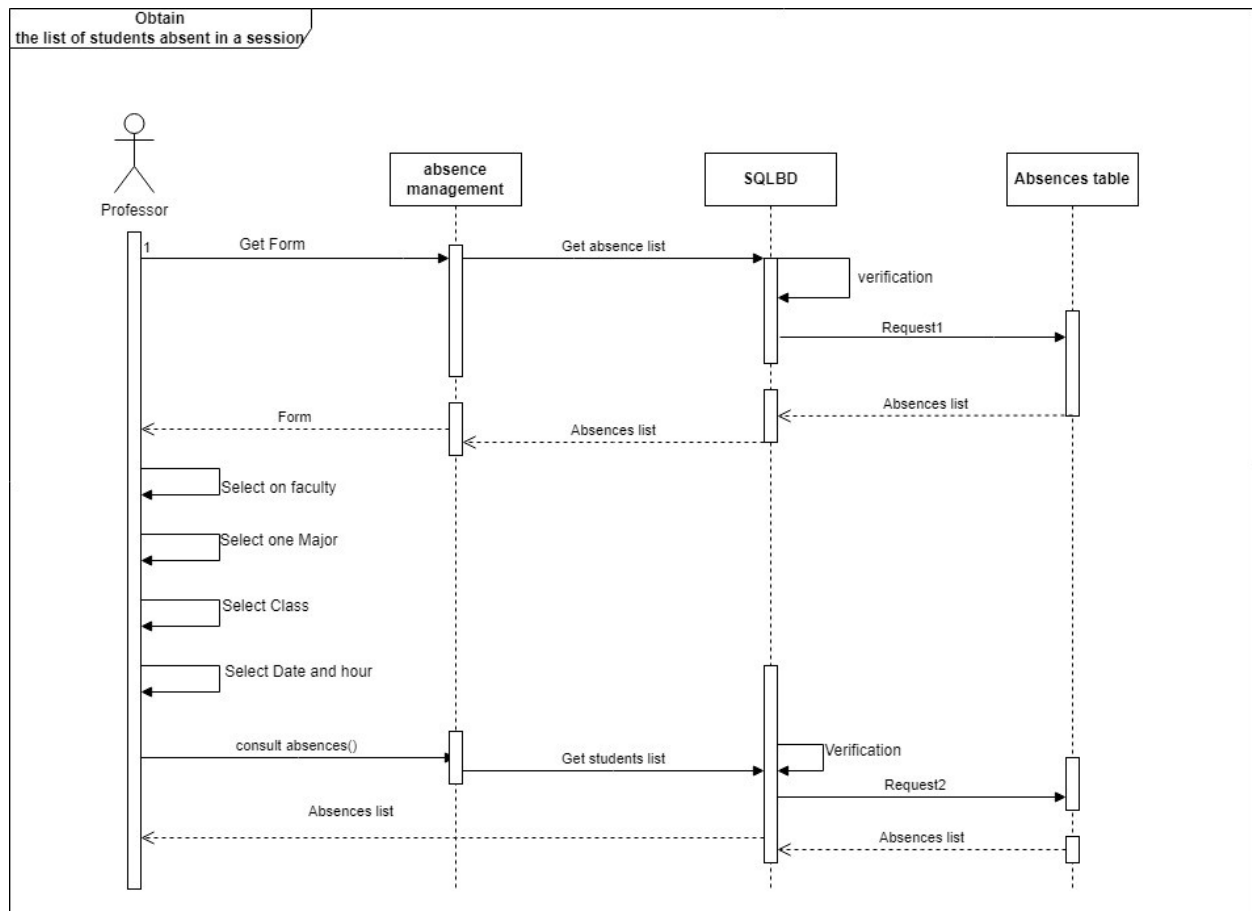 Obtain
the list of students absent in a session
absence
management
SQLBD
Absences table
Professor
1
Get Form
Get absence list
verification
Request1
Absences list
Absences list
Form
Select on faculty
Select one Major
Select Class
Select Date and hour
consult absences()
Get students list
Verification
Request2
Absences list
Absences list